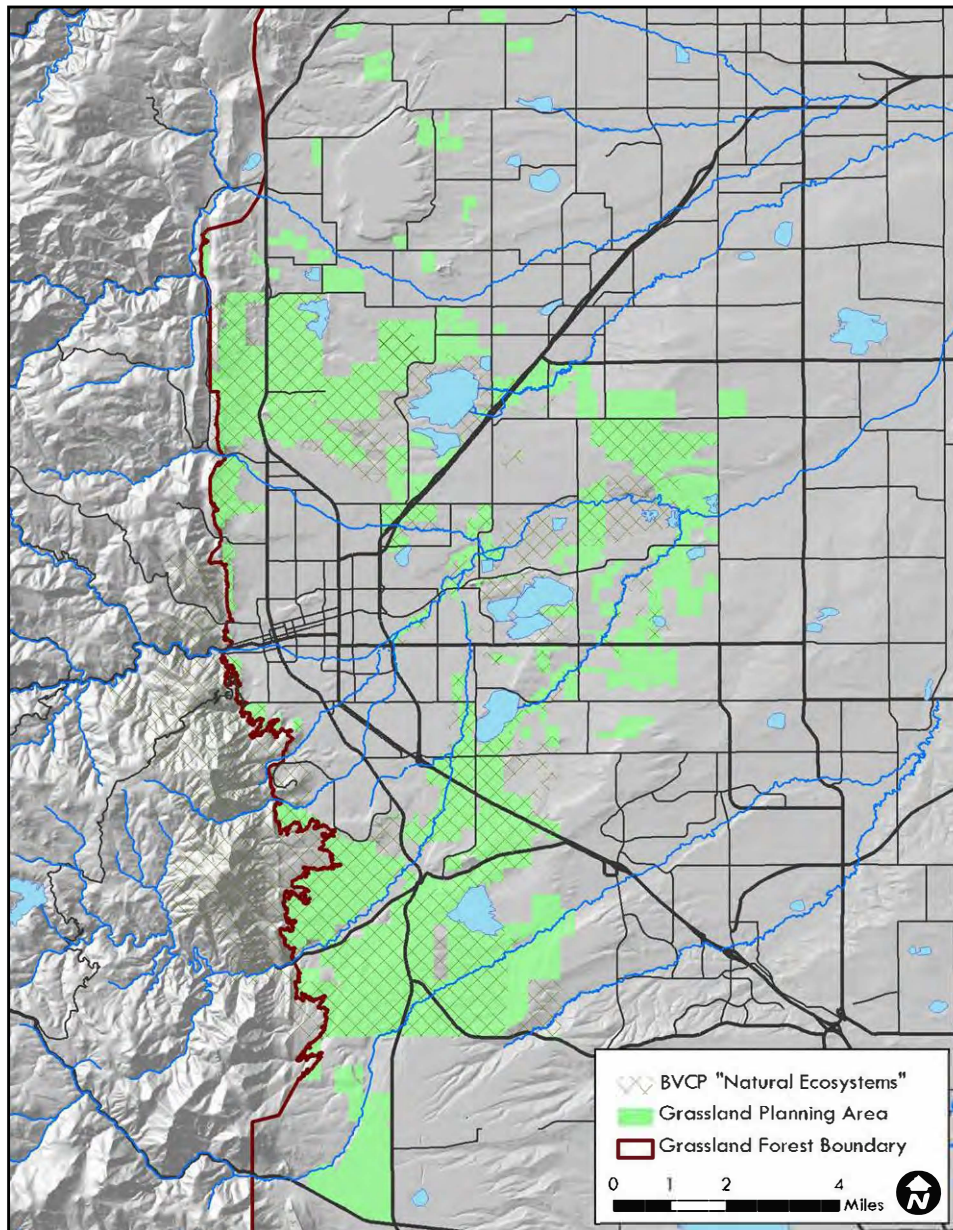 BVCP "Natural Ecosystems"
Grassland Planning Area
Grassland Forest Boundary
0 1 2 4
Miles
N